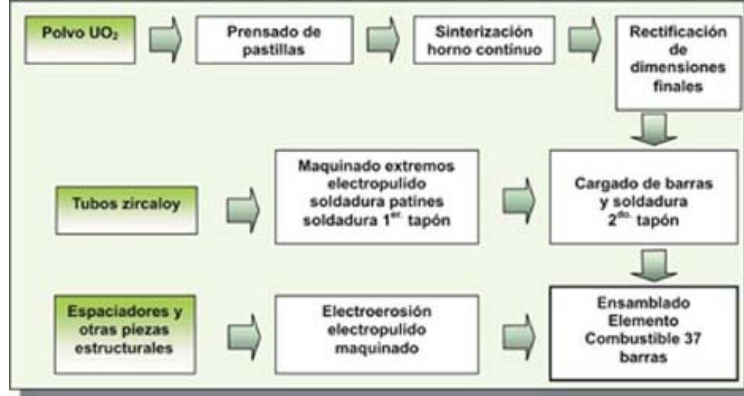 Polvo UO₂
Prensado de
pastillas
Sinterización
horno contínuo
Rectificación
de
dimensiones
finales
Tubos zircaloy
Maquinado extremos
electropulido
soldadura patines
soldadura 1er. tapón
Cargado de barras
y soldadura
2do. tapón
Espaciadores y
otras piezas
estructurales
Electroerosión
electropulido
maquinado
Ensamblado
Elemento
Combustible 37
barras